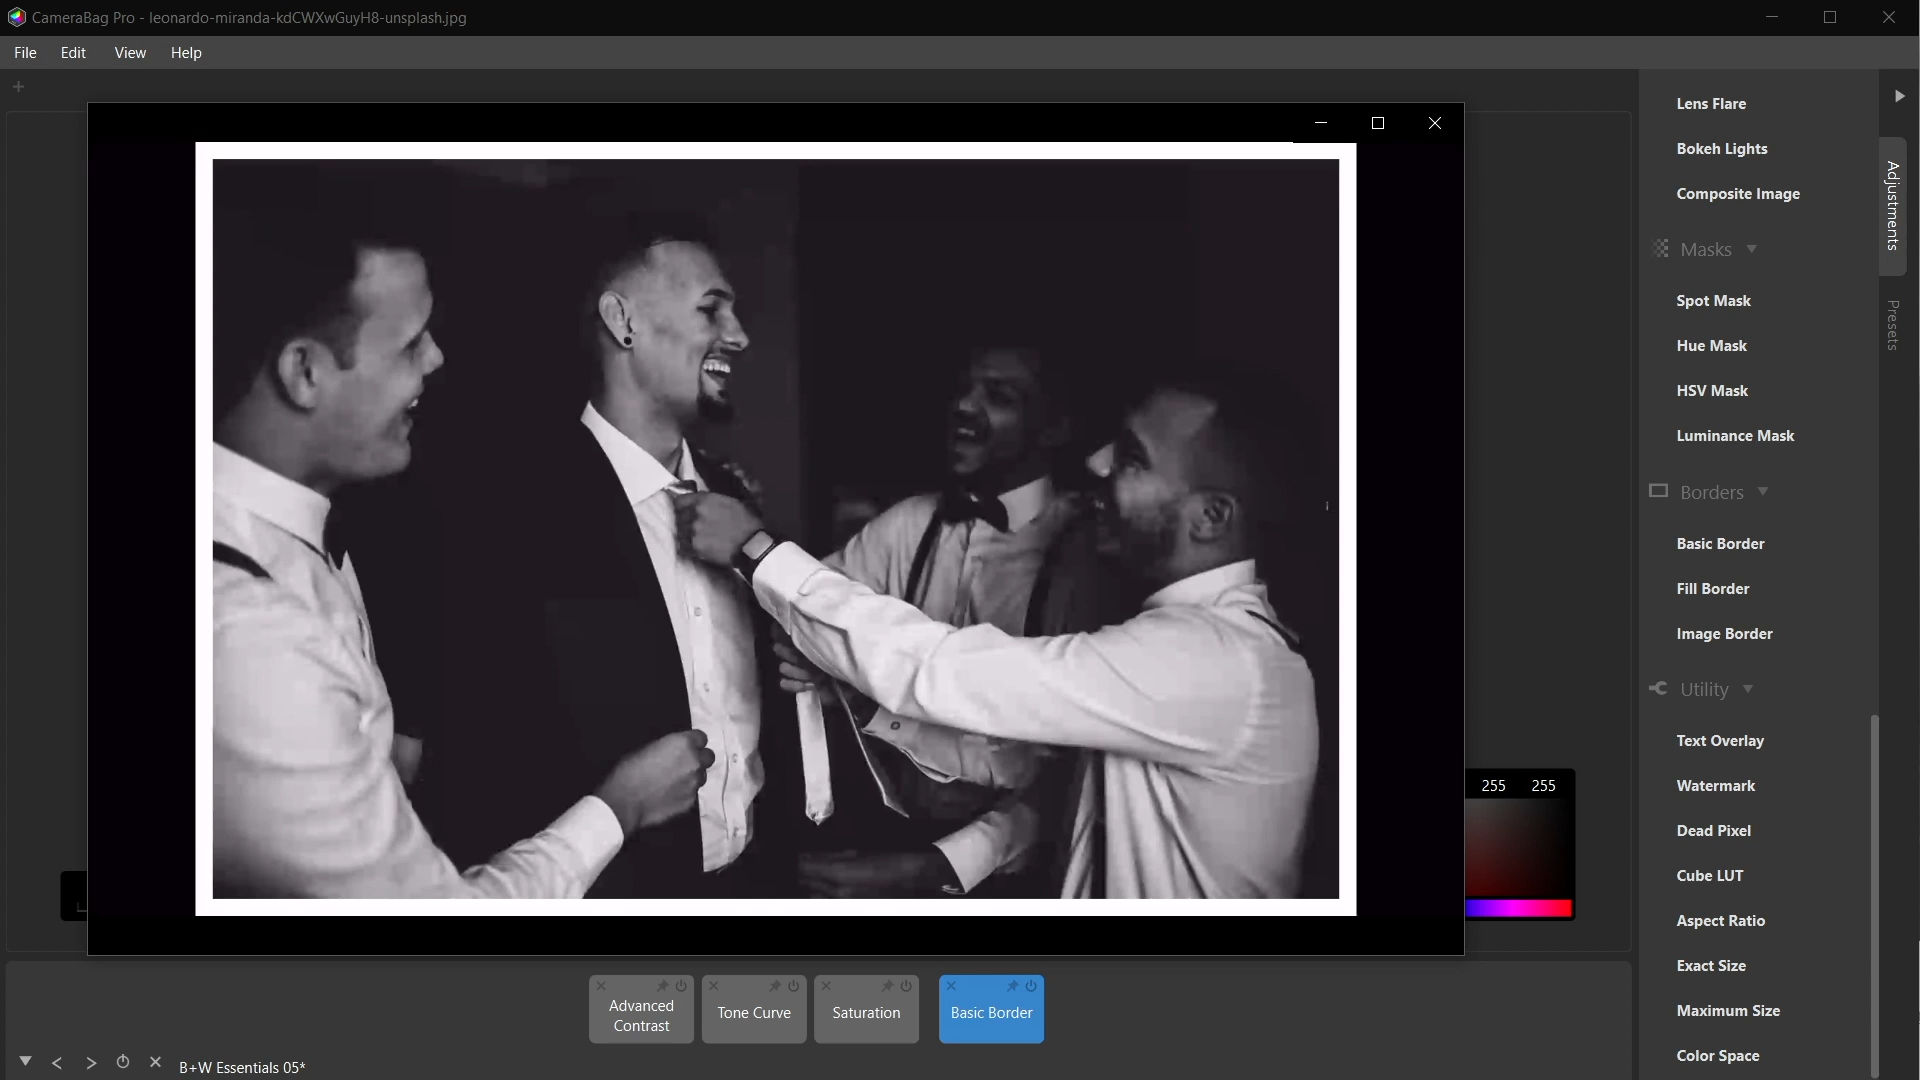 CameraBag Pro - leonardo-miranda-kdCWXwGuyH8-unsplash.jpg
File Edit View Help
Lens Flare
Bokeh Lights
Composite Image
Masks
Spot Mask
Hue Mask
HSV Mask
Luminance Mask
Borders
Basic Border
Fill Border
Image Border
Utility
Text Overlay
Watermark
Dead Pixel
Cube LUT
Aspect Ratio
Exact Size
Maximum Size
Color Space
Adjustments
Presets
255 255
Advanced
Contrast
Tone Curve
Saturation
Basic Border
B+W Essentials 05*